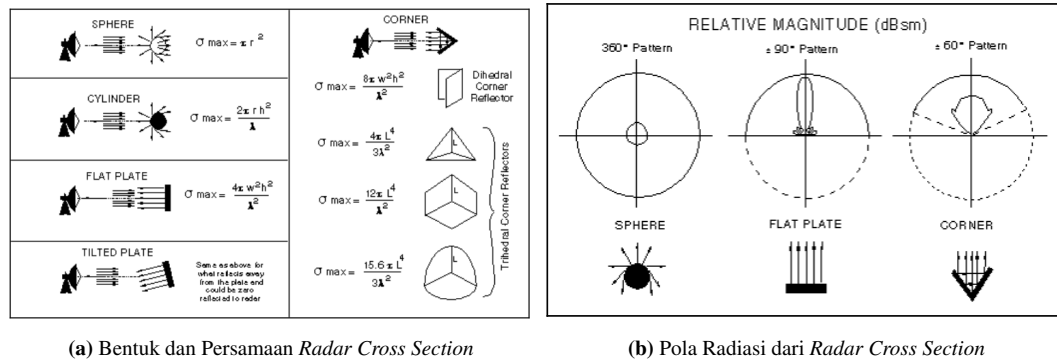 SPHERE
σ max = π r²
CYLINDER
σ max = 2π r h² / λ
FLAT PLATE
σ max = 4π w²h² / λ²
TILTED PLATE
Same as above for
what reflects away
from the plate and
could be zero
reflected to radar
CORNER
σ max = 8π w²h² / λ²
Dihedral
Corner
Reflector
σ max = 4π L⁴ / 3λ²
L
σ max = 12π L⁴ / λ²
L
σ max = 15.6 π L⁴ / 3λ²
L
Trihedral Corner Reflectors
(a) Bentuk dan Persamaan Radar Cross Section
RELATIVE MAGNITUDE (dBsm)
360° Pattern
± 90° Pattern
± 60° Pattern
SPHERE
FLAT PLATE
CORNER
(b) Pola Radiasi dari Radar Cross Section